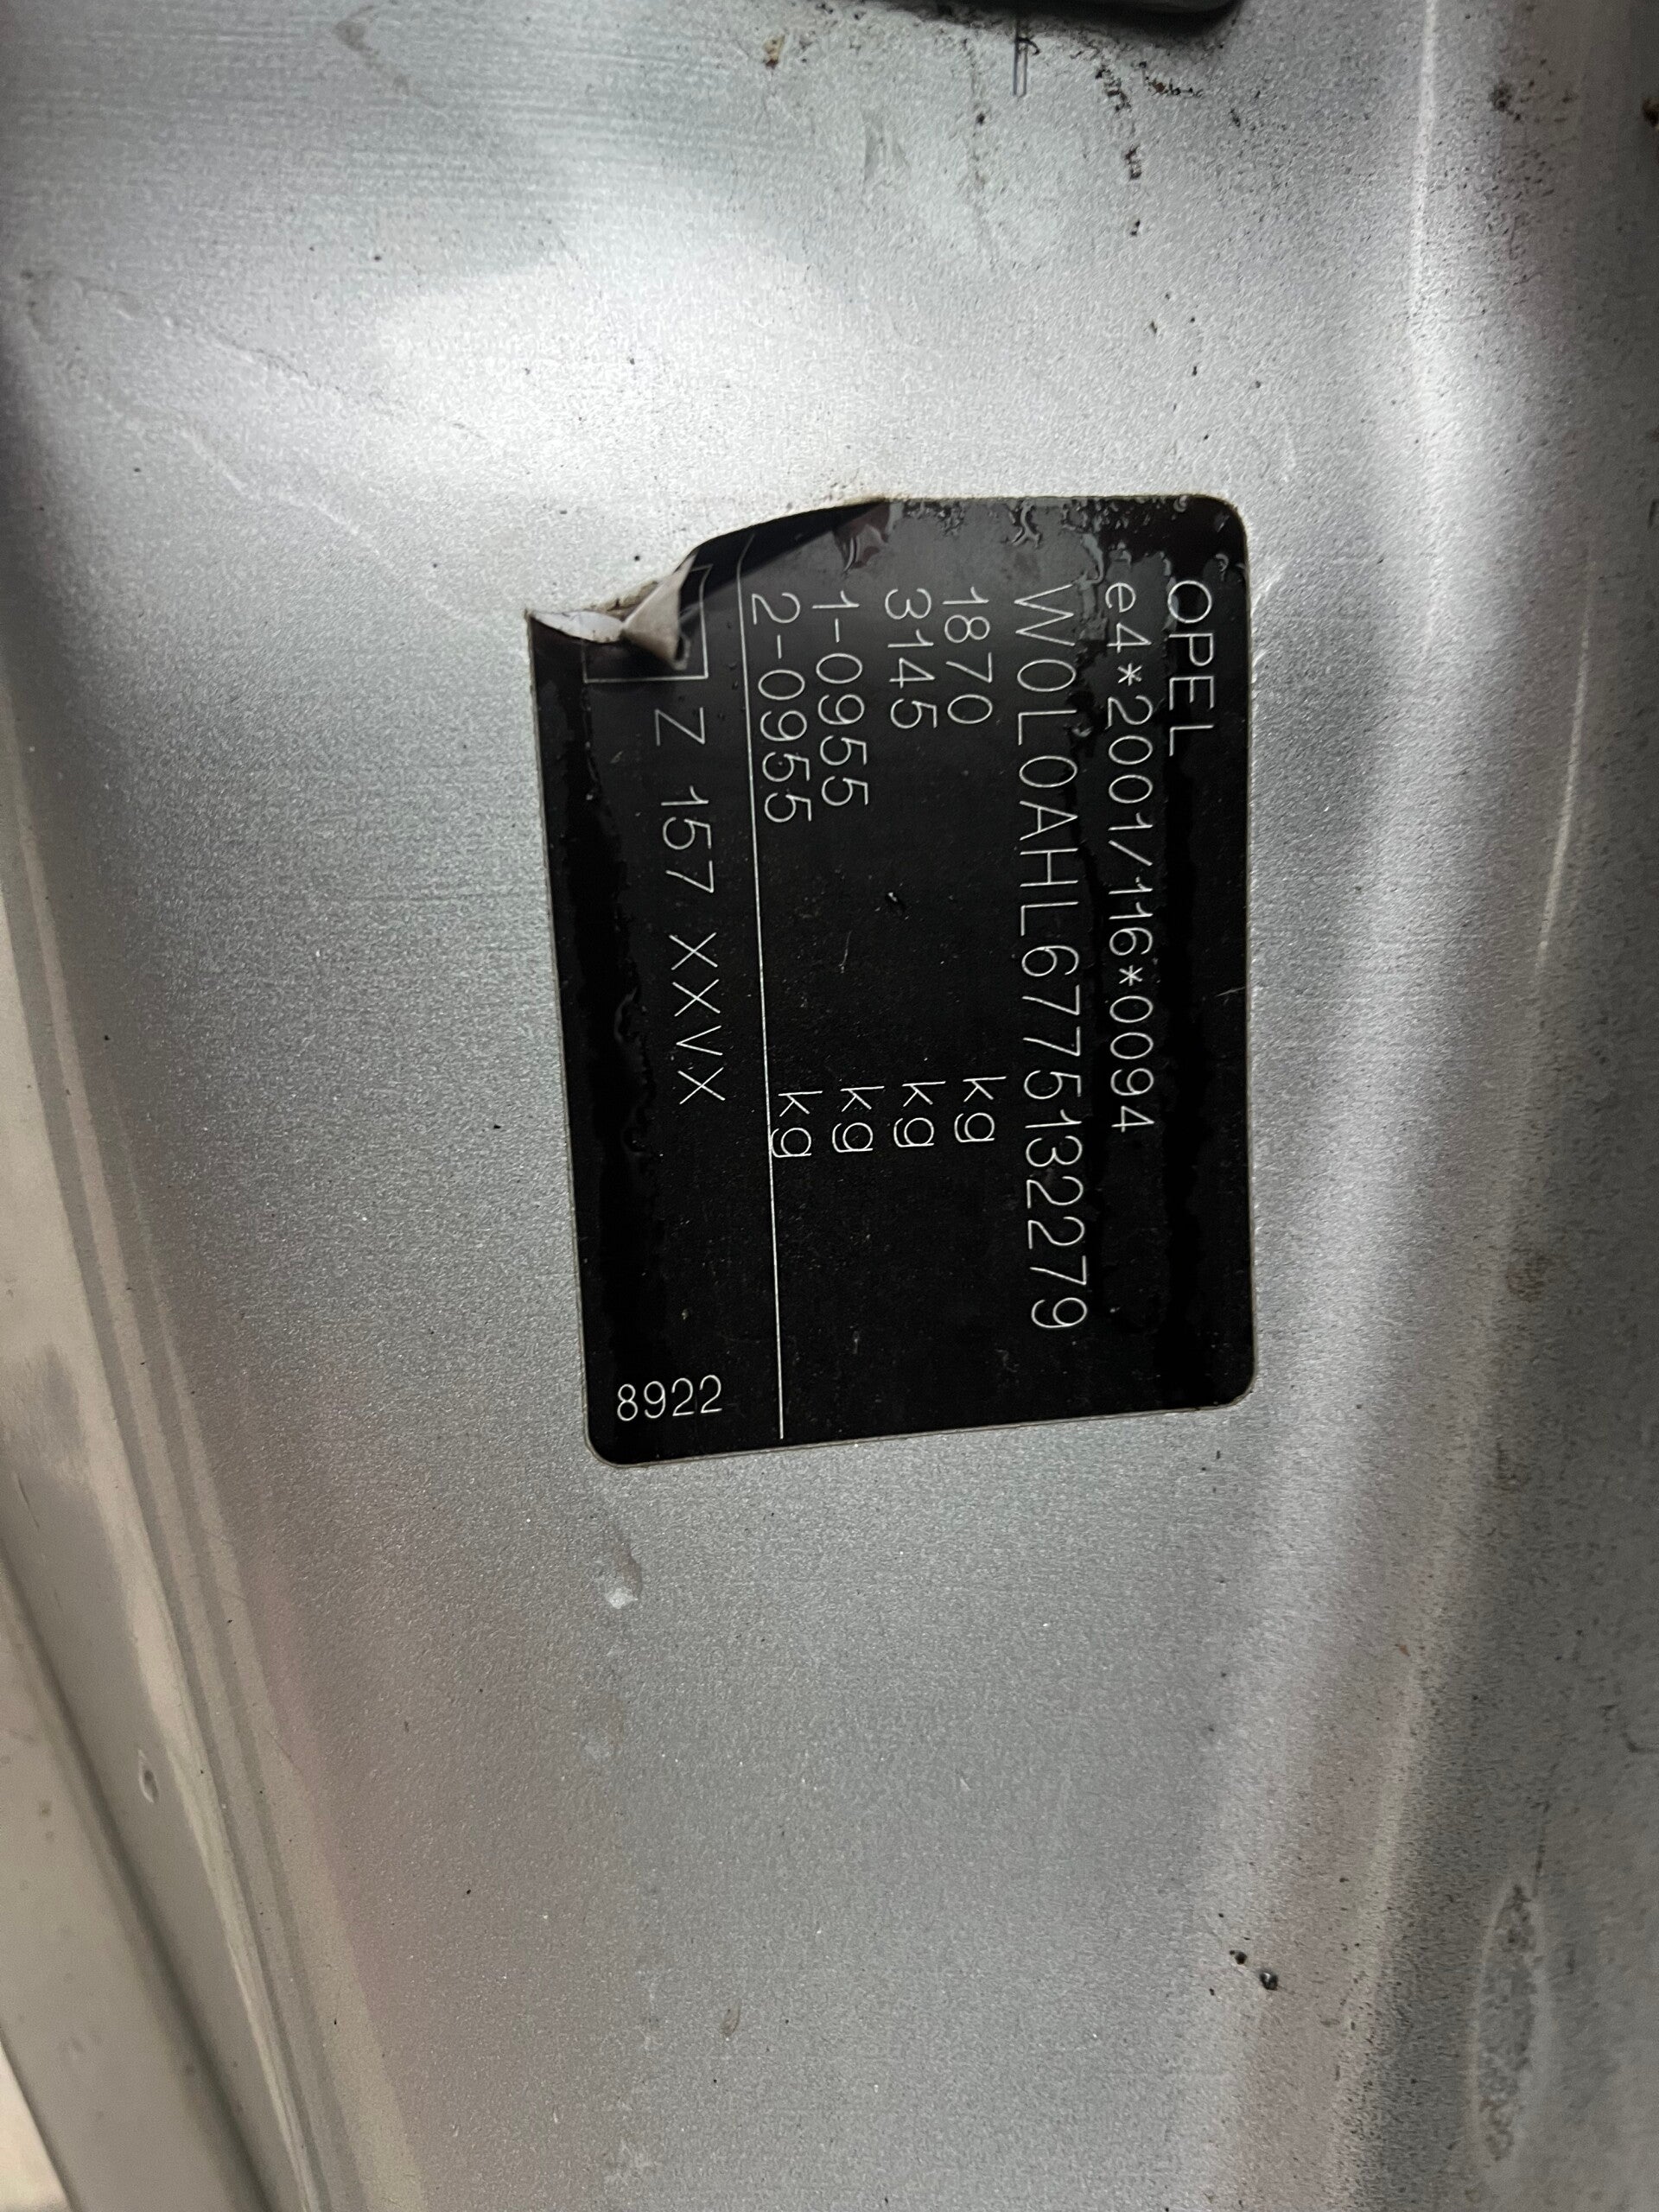 OPEL
e4*2001/116*0094
W0L0AHL6775132279
1870 kg
3145 kg
1-0955 kg
2-0955 kg
Z 157 XXVX
8922